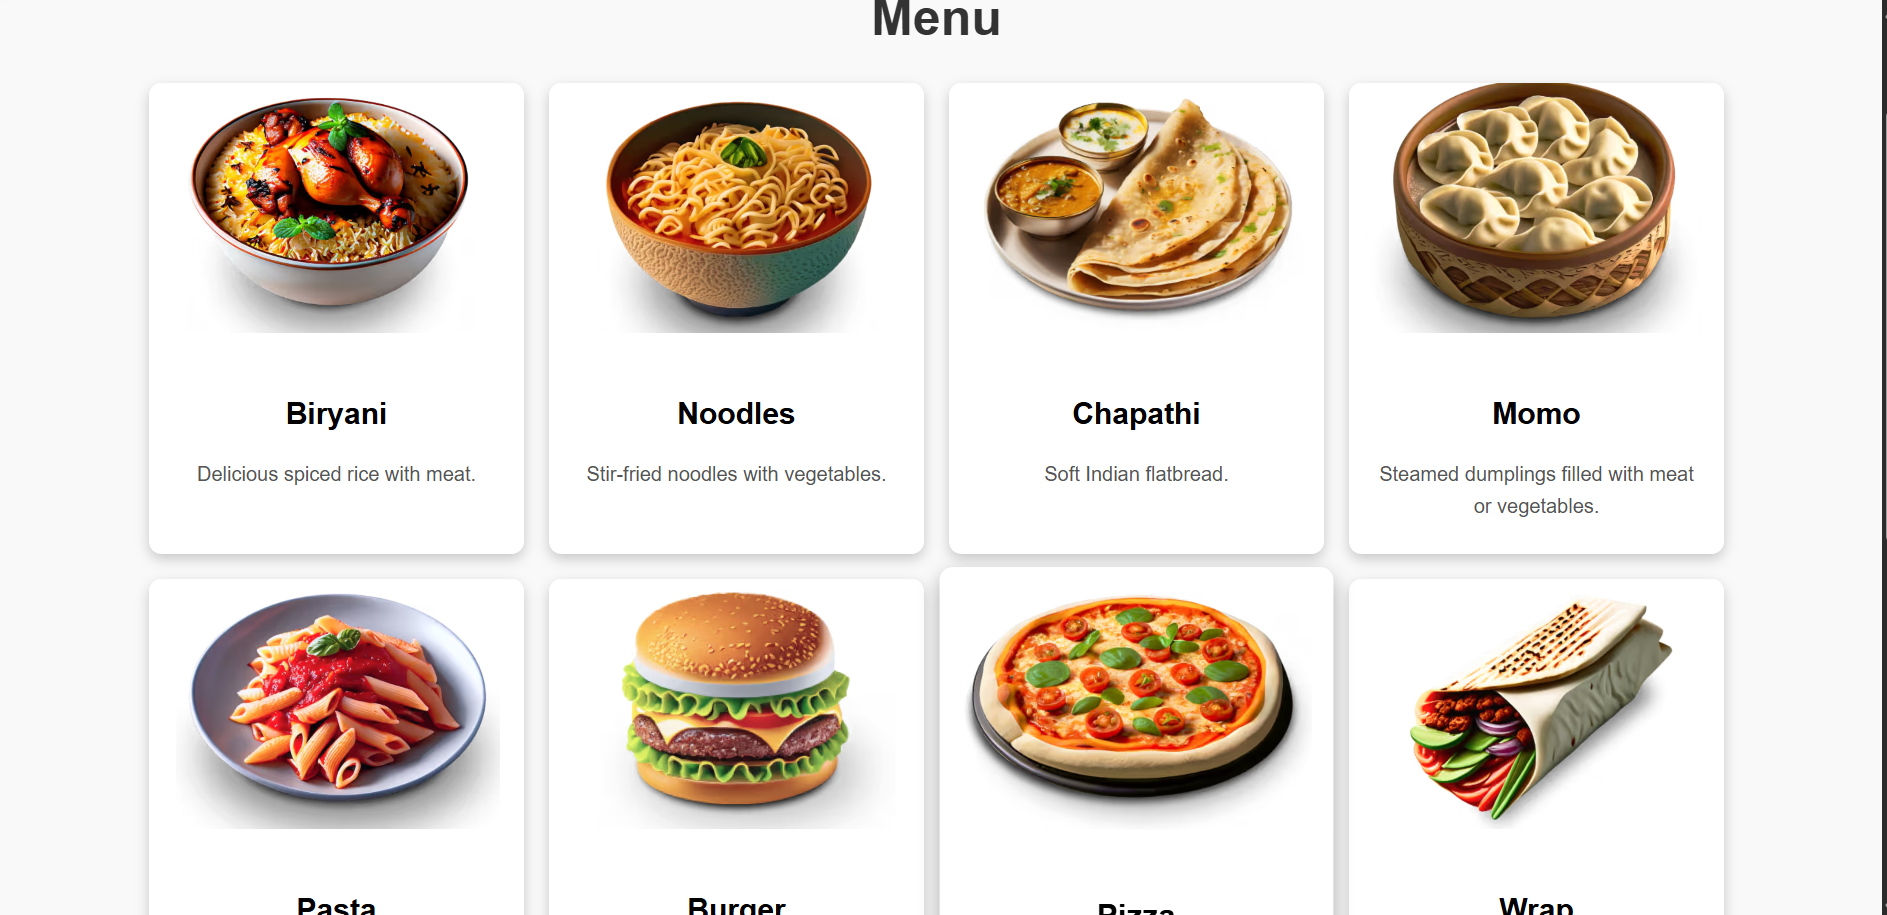 Menu
Biryani
Delicious spiced rice with meat.
Noodles
Stir-fried noodles with vegetables.
Chapathi
Soft Indian flatbread.
Momo
Steamed dumplings filled with meat
or vegetables.
Pasta
Burger
Pizza
Wrap